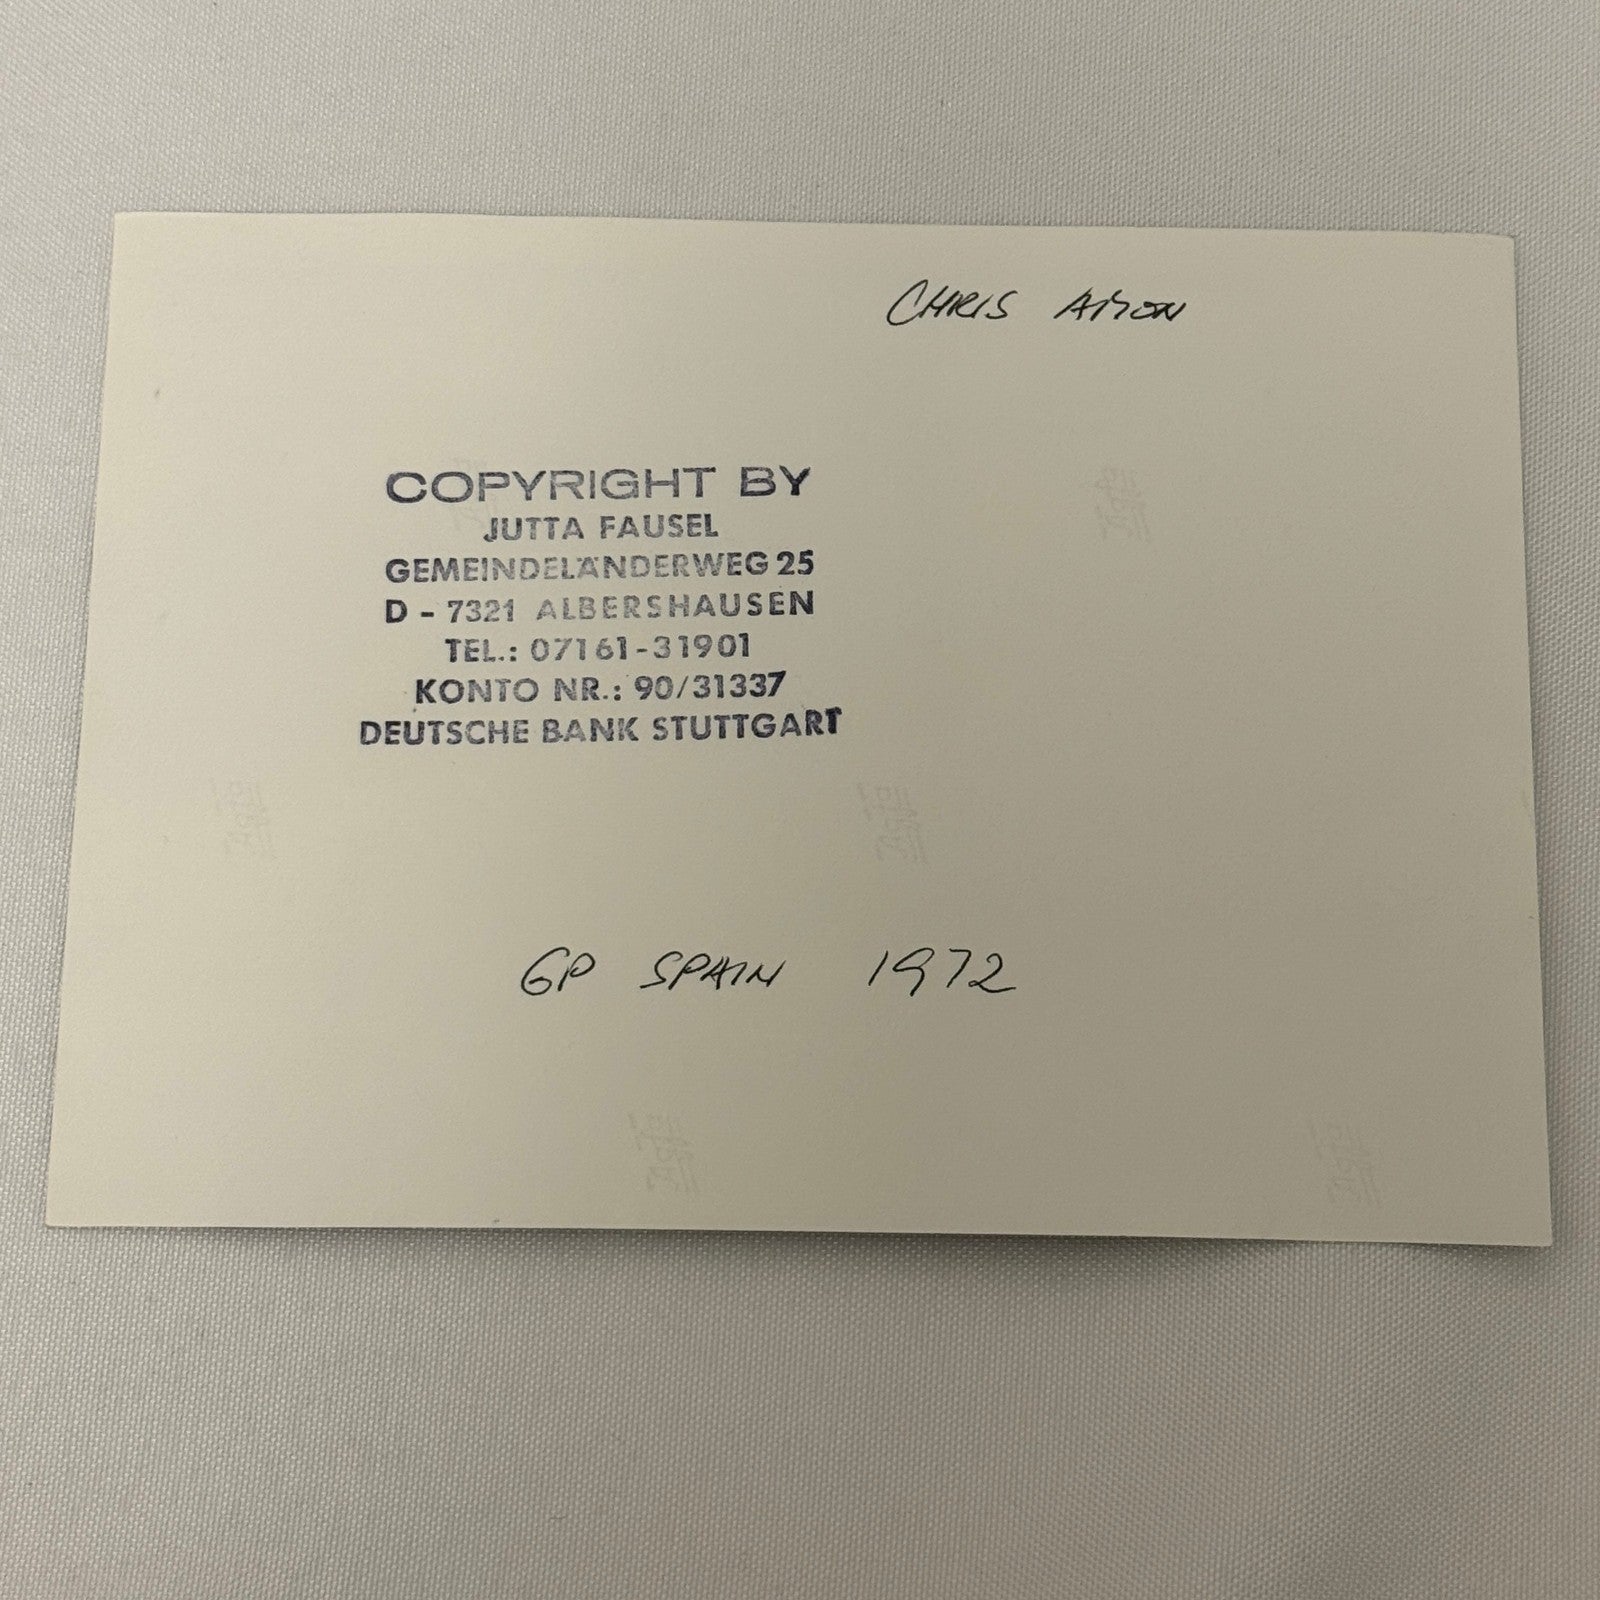 CHRIS AMON
COPYRIGHT BY
JUTTA FAUSEL
GEMEINDELÄNDERWEG 25
D - 7321 ALBERSHAUSEN
TEL.: 07161-31901
KONTO NR.: 90/31337
DEUTSCHE BANK STUTTGART
GP SPAIN 1972